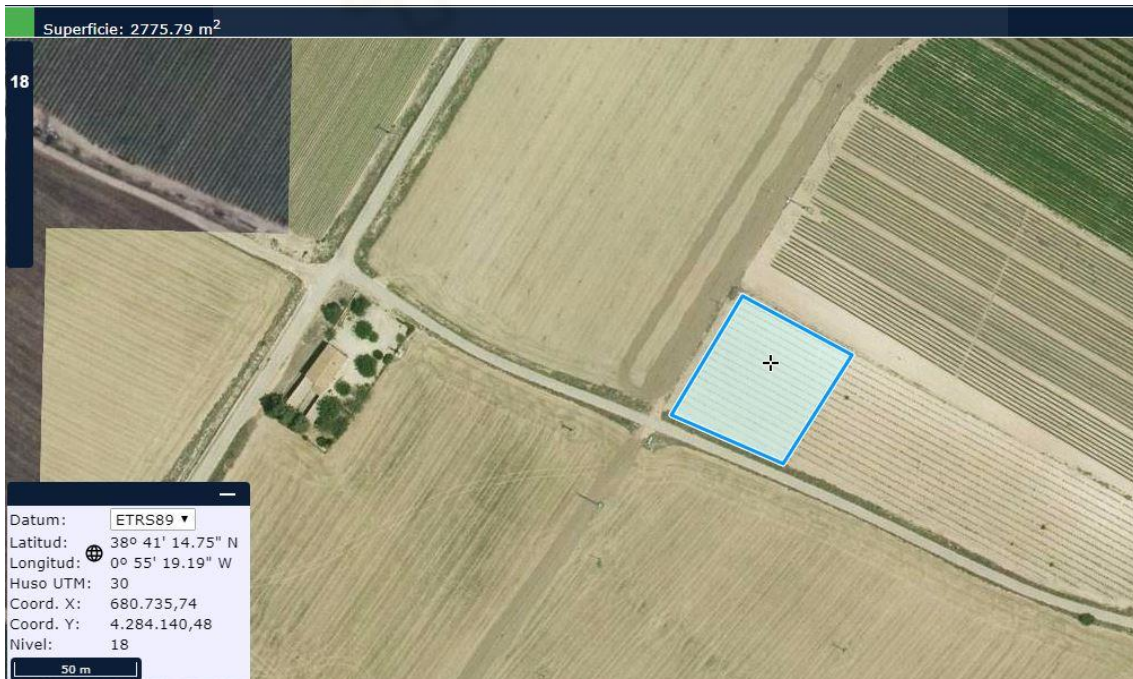 Superficie: 2775.79 m²
18
Datum: ETRS89 ▼
Latitud: 38º 41' 14.75" N
Longitud: 0º 55' 19.19" W
Huso UTM: 30
Coord. X: 680.735,74
Coord. Y: 4.284.140,48
Nivel: 18
50 m